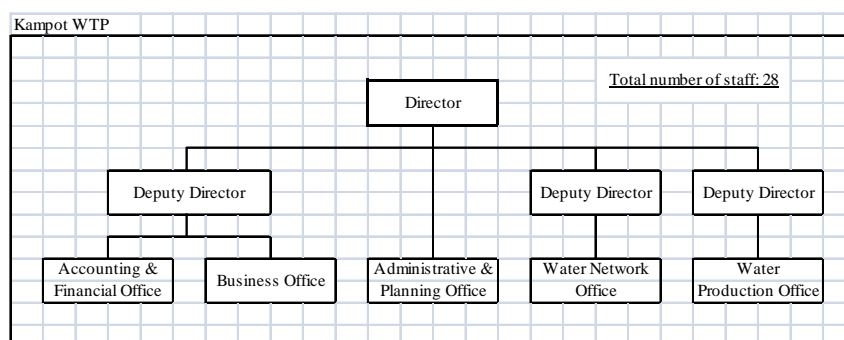 Kampot WTP
Total number of staff: 28
Director
Deputy Director
Deputy Director
Deputy Director
Accounting &
Financial Office
Business Office
Administrative &
Planning Office
Water Network
Office
Water
Production Office